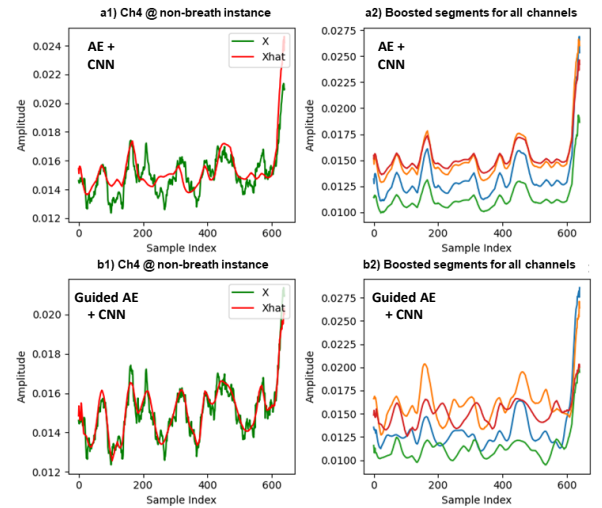 a1) Ch4 @ non-breath instance
AE +
CNN
X
Xhat
0.024
0.022
0.020
0.018
0.016
0.014
0.012
Amplitude
0
200
400
600
Sample Index
a2) Boosted segments for all channels
AE +
CNN
0.0275
0.0250
0.0225
0.0200
0.0175
0.0150
0.0125
0.0100
Amplitude
0
200
400
600
Sample Index
b1) Ch4 @ non-breath instance
Guided AE
+ CNN
X
Xhat
0.020
0.018
0.016
0.014
0.012
Amplitude
0
200
400
600
Sample Index
b2) Boosted segments for all channels
Guided AE
+ CNN
0.0275
0.0250
0.0225
0.0200
0.0175
0.0150
0.0125
0.0100
Amplitude
0
200
400
600
Sample Index